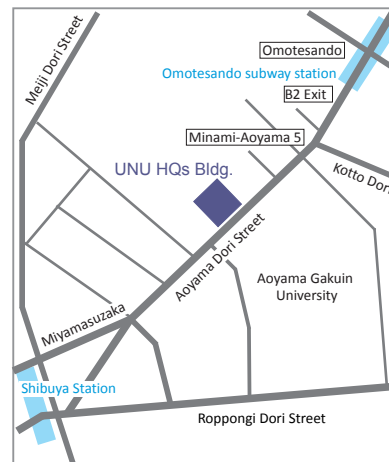 Omotesando
Omotesando subway station
B2 Exit
Meiji Dori Street
Minami-Aoyama 5
UNU HQs Bldg.
Kotto Dori
Aoyama Dori Street
Aoyama Gakuin
University
Miyamasuzaka
Shibuya Station
Roppongi Dori Street